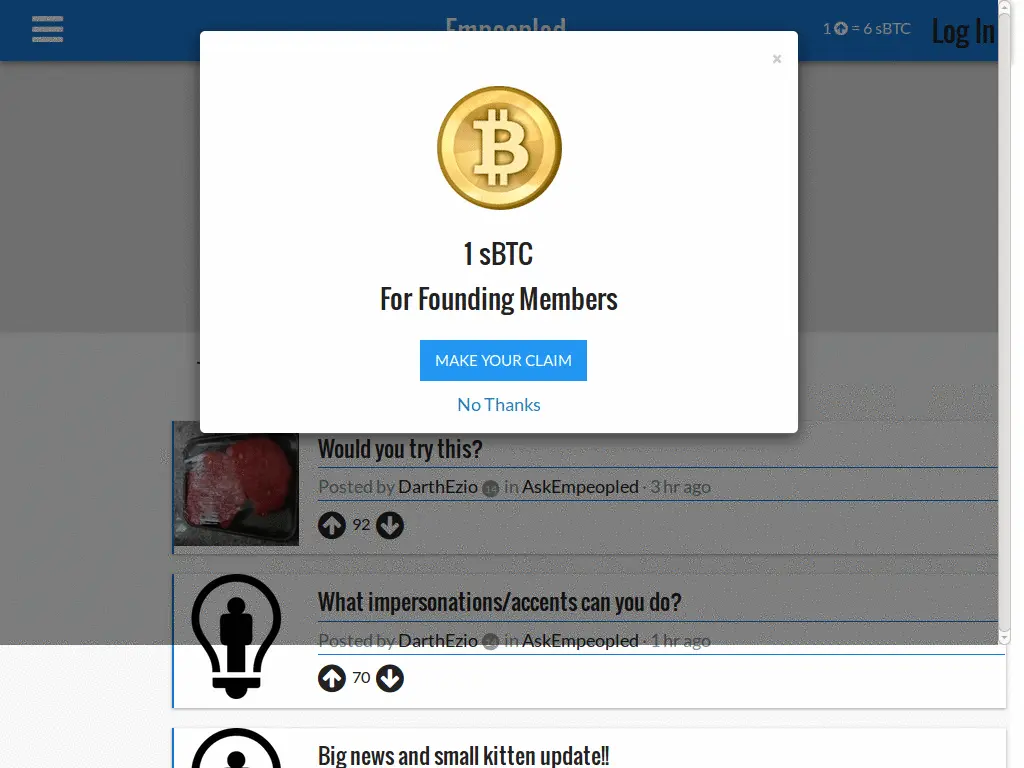 Empeopled
1 = 6 sBTC
Log In
×
1 sBTC
For Founding Members
MAKE YOUR CLAIM
No Thanks
Would you try this?
Posted by DarthEzio in AskEmpeopled · 3 hr ago
92
What impersonations/accents can you do?
Posted by DarthEzio in AskEmpeopled · 1 hr ago
70
Big news and small kitten update!!